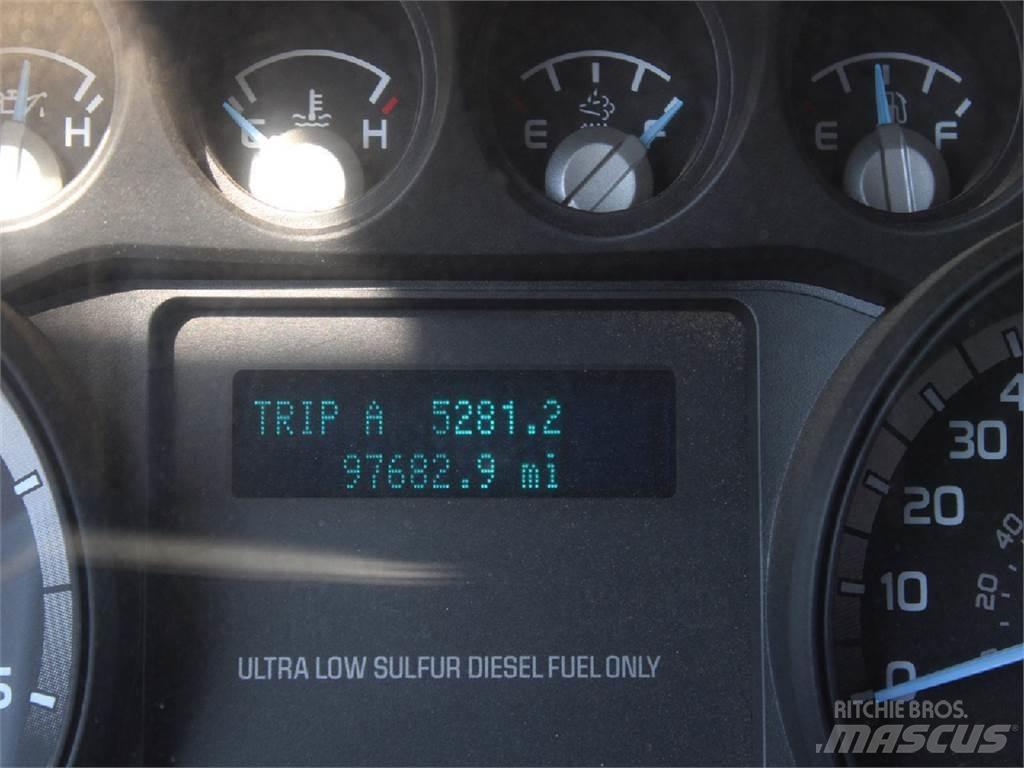 H
C H
E F
E F
TRIP A 5281.2
97682.9 mi
ULTRA LOW SULFUR DIESEL FUEL ONLY
5
4
30
20
10
0
40
20
RITCHIE BROS.
MASCUS